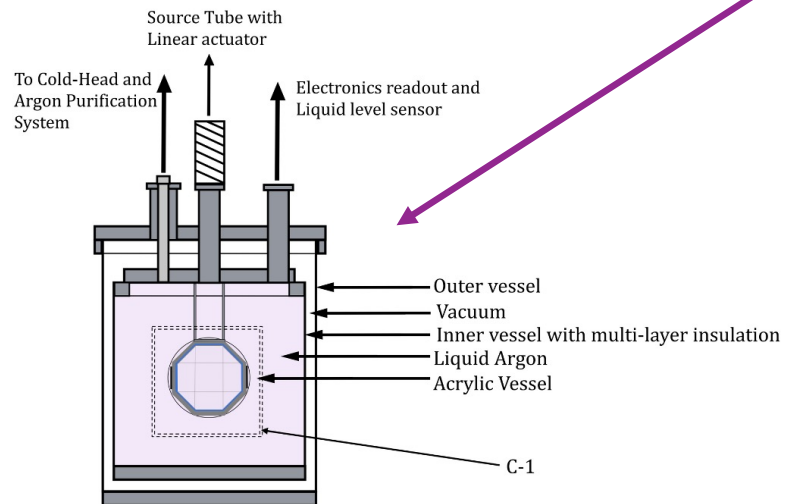 Source Tube with
Linear actuator
To Cold-Head and
Argon Purification
System
Electronics readout and
Liquid level sensor
Outer vessel
Vacuum
Inner vessel with multi-layer insulation
Liquid Argon
Acrylic Vessel
C-1